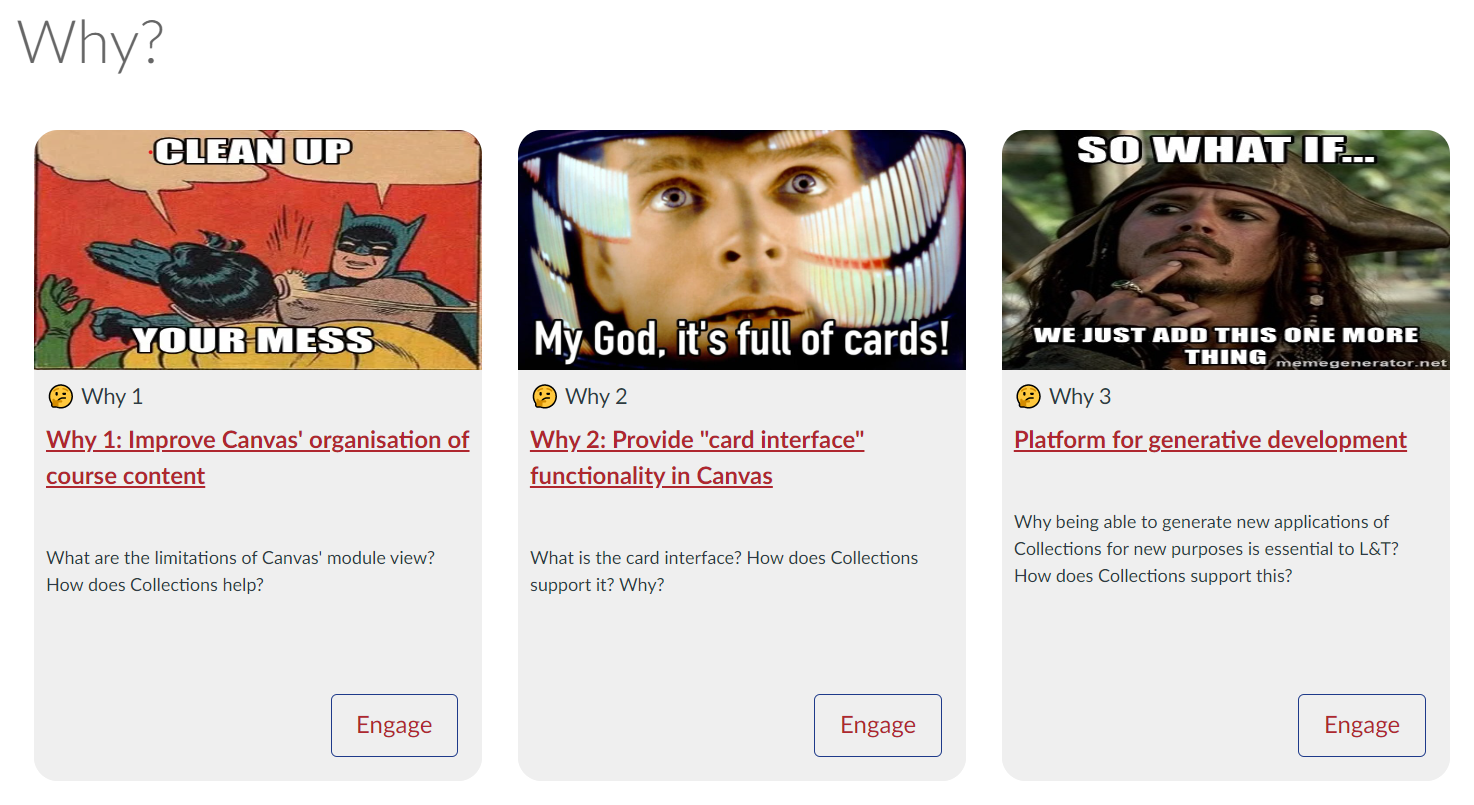 Why?
CLEAN UP
YOUR MESS
🤔 Why 1
Why 1: Improve Canvas' organisation of
course content
What are the limitations of Canvas' module view?
How does Collections help?
Engage
My God, it's full of cards!
🤔 Why 2
Why 2: Provide "card interface"
functionality in Canvas
What is the card interface? How does Collections
support it? Why?
Engage
SO WHAT IF...
WE JUST ADD THIS ONE MORE
THING
memegenerator.net
🤔 Why 3
Platform for generative development
Why being able to generate new applications of
Collections for new purposes is essential to L&T?
How does Collections support this?
Engage